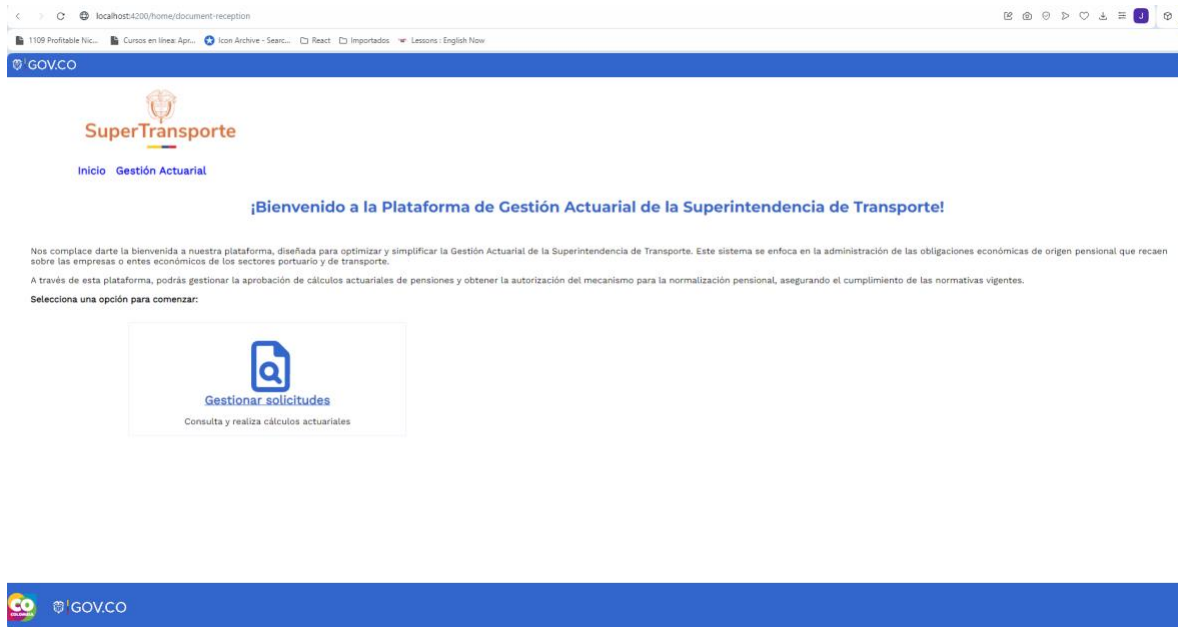 localhost:4200/home/document-reception
J
1109 Profitable Nic... Cursos en línea: Apr... Icon Archive - Searc... React Importados Lessons : English Now
GOV.CO
SuperTransporte
Inicio Gestión Actuarial
¡Bienvenido a la Plataforma de Gestión Actuarial de la Superintendencia de Transporte!
Nos complace darte la bienvenida a nuestra plataforma, diseñada para optimizar y simplificar la Gestión Actuarial de la Superintendencia de Transporte. Este sistema se enfoca en la administración de las obligaciones económicas de origen pensional que recaen
sobre las empresas o entes económicos de los sectores portuario y de transporte.
A través de esta plataforma, podrás gestionar la aprobación de cálculos actuariales de pensiones y obtener la autorización del mecanismo para la normalización pensional, asegurando el cumplimiento de las normativas vigentes.
Selecciona una opción para comenzar:
Gestionar solicitudes
Consulta y realiza cálculos actuariales
CO
COLOMBIA
GOV.CO